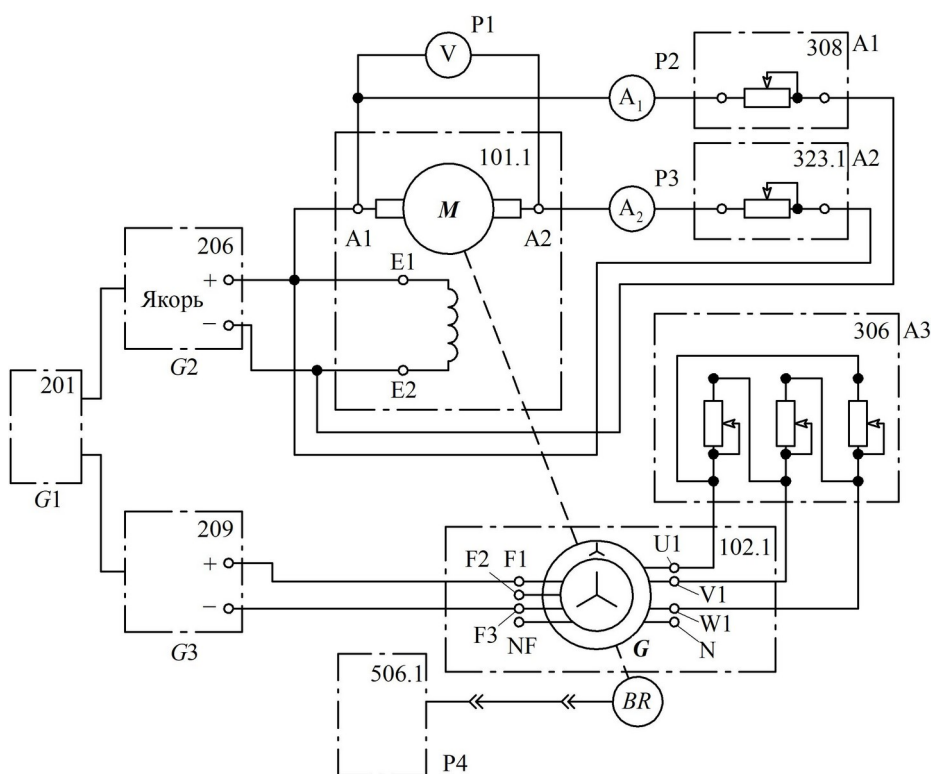 P1
V
308
A1
P2
A1
101.1
323.1
A2
P3
M
A2
A1
A2
206
E1
+
Якорь
−
306
A3
G2
E2
201
G1
209
102.1
U1
F2
F1
+
V1
−
W1
F3
G3
NF
G
N
506.1
BR
P4